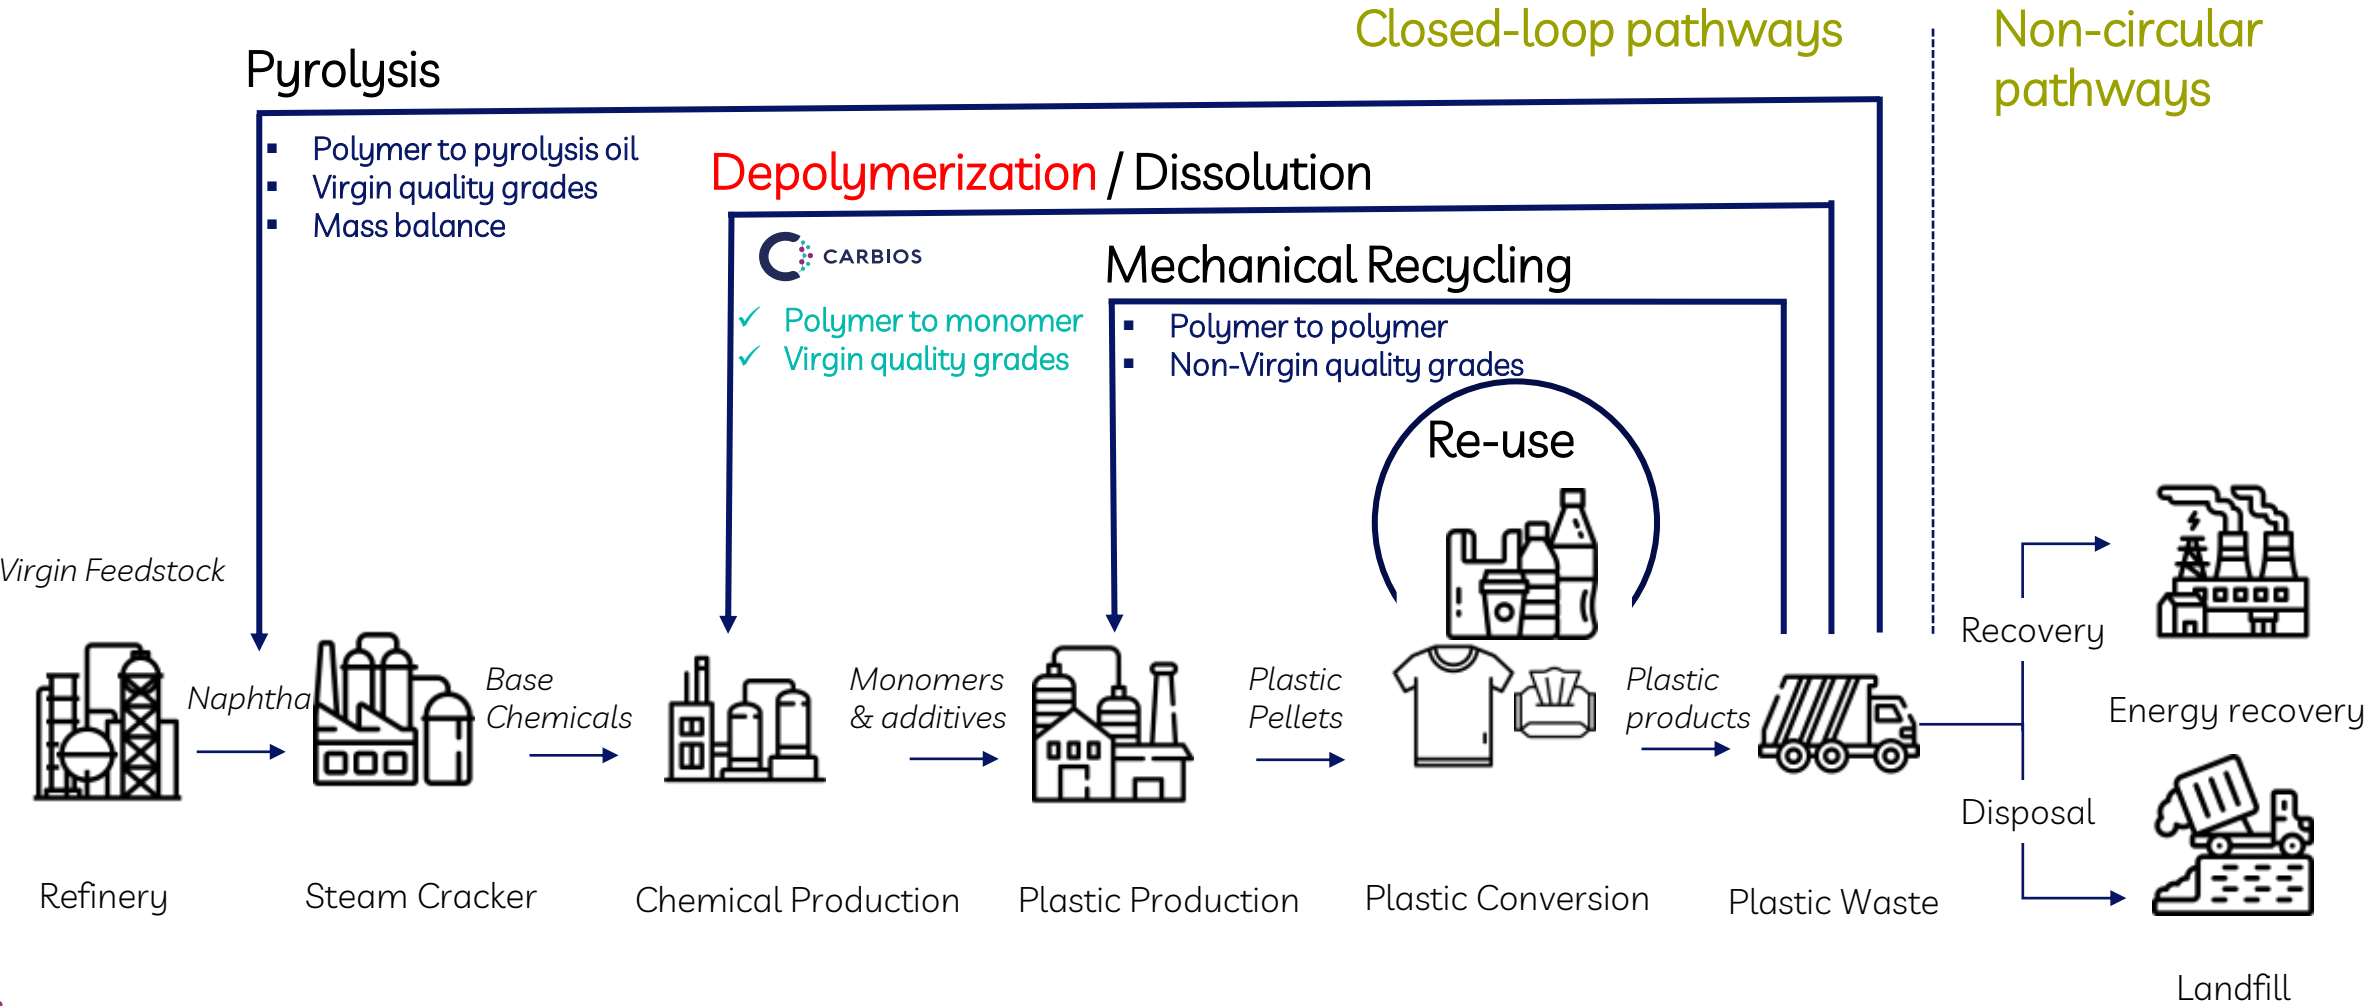 Closed-loop pathways
Non-circular
pathways
Pyrolysis
Polymer to pyrolysis oil
Virgin quality grades
Mass balance
Depolymerization / Dissolution
CARBIOS
Polymer to monomer
Virgin quality grades
Mechanical Recycling
Polymer to polymer
Non-Virgin quality grades
Re-use
Virgin Feedstock
Naphtha
Base
Chemicals
Monomers
& additives
Plastic
Pellets
Plastic
products
Recovery
Energy recovery
Disposal
Refinery
Steam Cracker
Chemical Production
Plastic Production
Plastic Conversion
Plastic Waste
Landfill